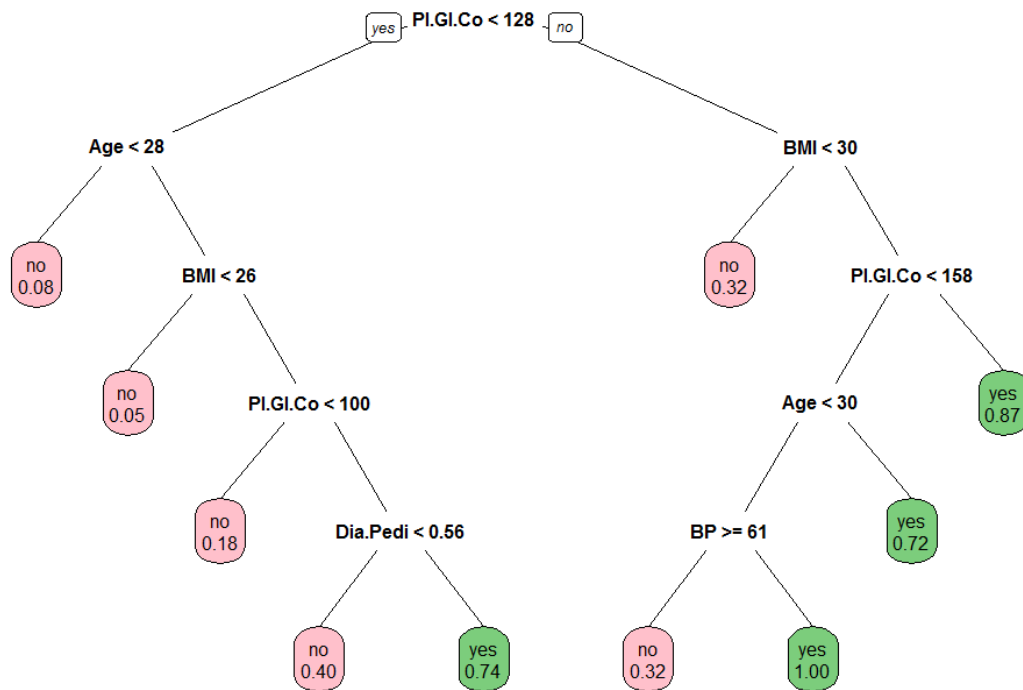 Pl.Gl.Co < 128
yes
no
Age < 28
BMI < 30
no
0.08
BMI < 26
no
0.32
Pl.Gl.Co < 158
no
0.05
Pl.Gl.Co < 100
Age < 30
yes
0.87
no
0.18
Dia.Pedi < 0.56
BP >= 61
yes
0.72
no
0.40
yes
0.74
no
0.32
yes
1.00